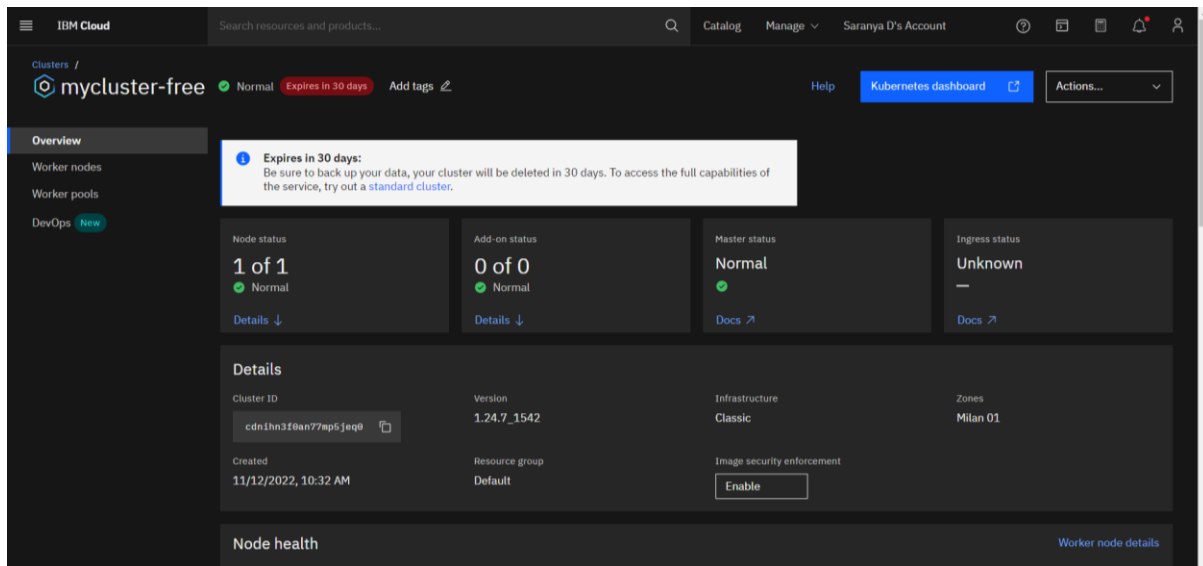 IBM Cloud
Search resources and products...
Catalog
Manage
Saranya D's Account
Clusters /
mycluster-free
Normal
Expires in 30 days
Add tags
Help
Kubernetes dashboard
Actions...
Overview
Worker nodes
Worker pools
DevOps New
Expires in 30 days:
Be sure to back up your data, your cluster will be deleted in 30 days. To access the full capabilities of
the service, try out a standard cluster.
Node status
1 of 1
Normal
Details
Add-on status
0 of 0
Normal
Details
Master status
Normal
Docs
Ingress status
Unknown
—
Docs
Details
Cluster ID
cdnihn3f0an77mp5jeq0
Version
1.24.7_1542
Infrastructure
Classic
Zones
Milan 01
Created
11/12/2022, 10:32 AM
Resource group
Default
Image security enforcement
Enable
Node health
Worker node details